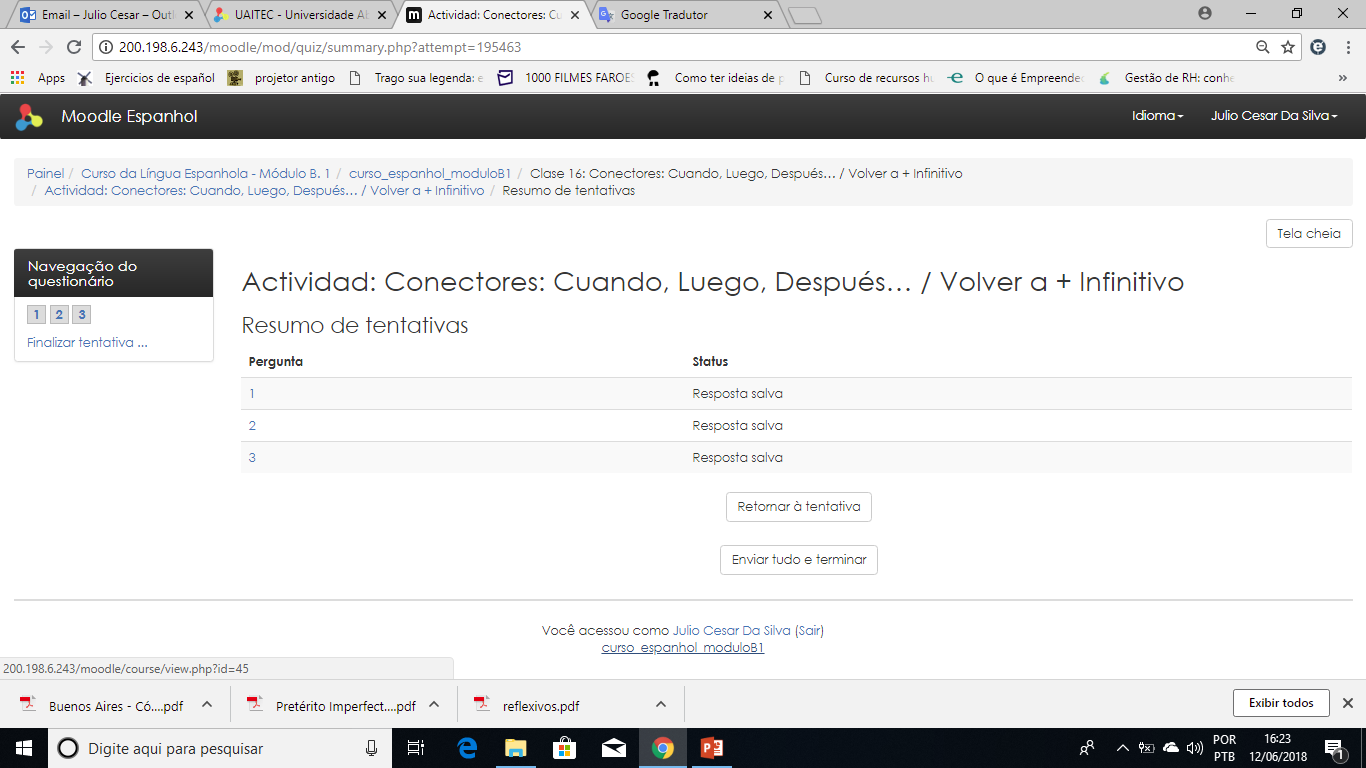 Email – Julio Cesar – Outl
UAITEC - Universidade Ab
Actividad: Conectores: Cu
Google Tradutor
200.198.6.243/moodle/mod/quiz/summary.php?attempt=195463
Apps
Ejercicios de español
projetor antigo
Trago sua legenda: e
1000 FILMES FAROES
Como ter ideias de p
Curso de recursos hu
O que é Empreende
Gestão de RH: conhe
»
Moodle Espanhol
Idioma
Julio Cesar Da Silva
Painel / Curso da Língua Espanhola - Módulo B. 1 / curso_espanhol_moduloB1 / Clase 16: Conectores: Cuando, Luego, Después... / Volver a + Infinitivo
/ Actividad: Conectores: Cuando, Luego, Después... / Volver a + Infinitivo / Resumo de tentativas
Tela cheia
Navegação do
questionário
1 2 3
Finalizar tentativa ...
Actividad: Conectores: Cuando, Luego, Después... / Volver a + Infinitivo
Resumo de tentativas
Pergunta Status
1 Resposta salva
2 Resposta salva
3 Resposta salva
Retornar à tentativa
Enviar tudo e terminar
Você acessou como Julio Cesar Da Silva (Sair)
curso_espanhol_moduloB1
200.198.6.243/moodle/course/view.php?id=45
Buenos Aires - Có....pdf
Pretérito Imperfect....pdf
reflexivos.pdf
Exibir todos
Digite aqui para pesquisar
POR
PTB
16:23
12/06/2018
1